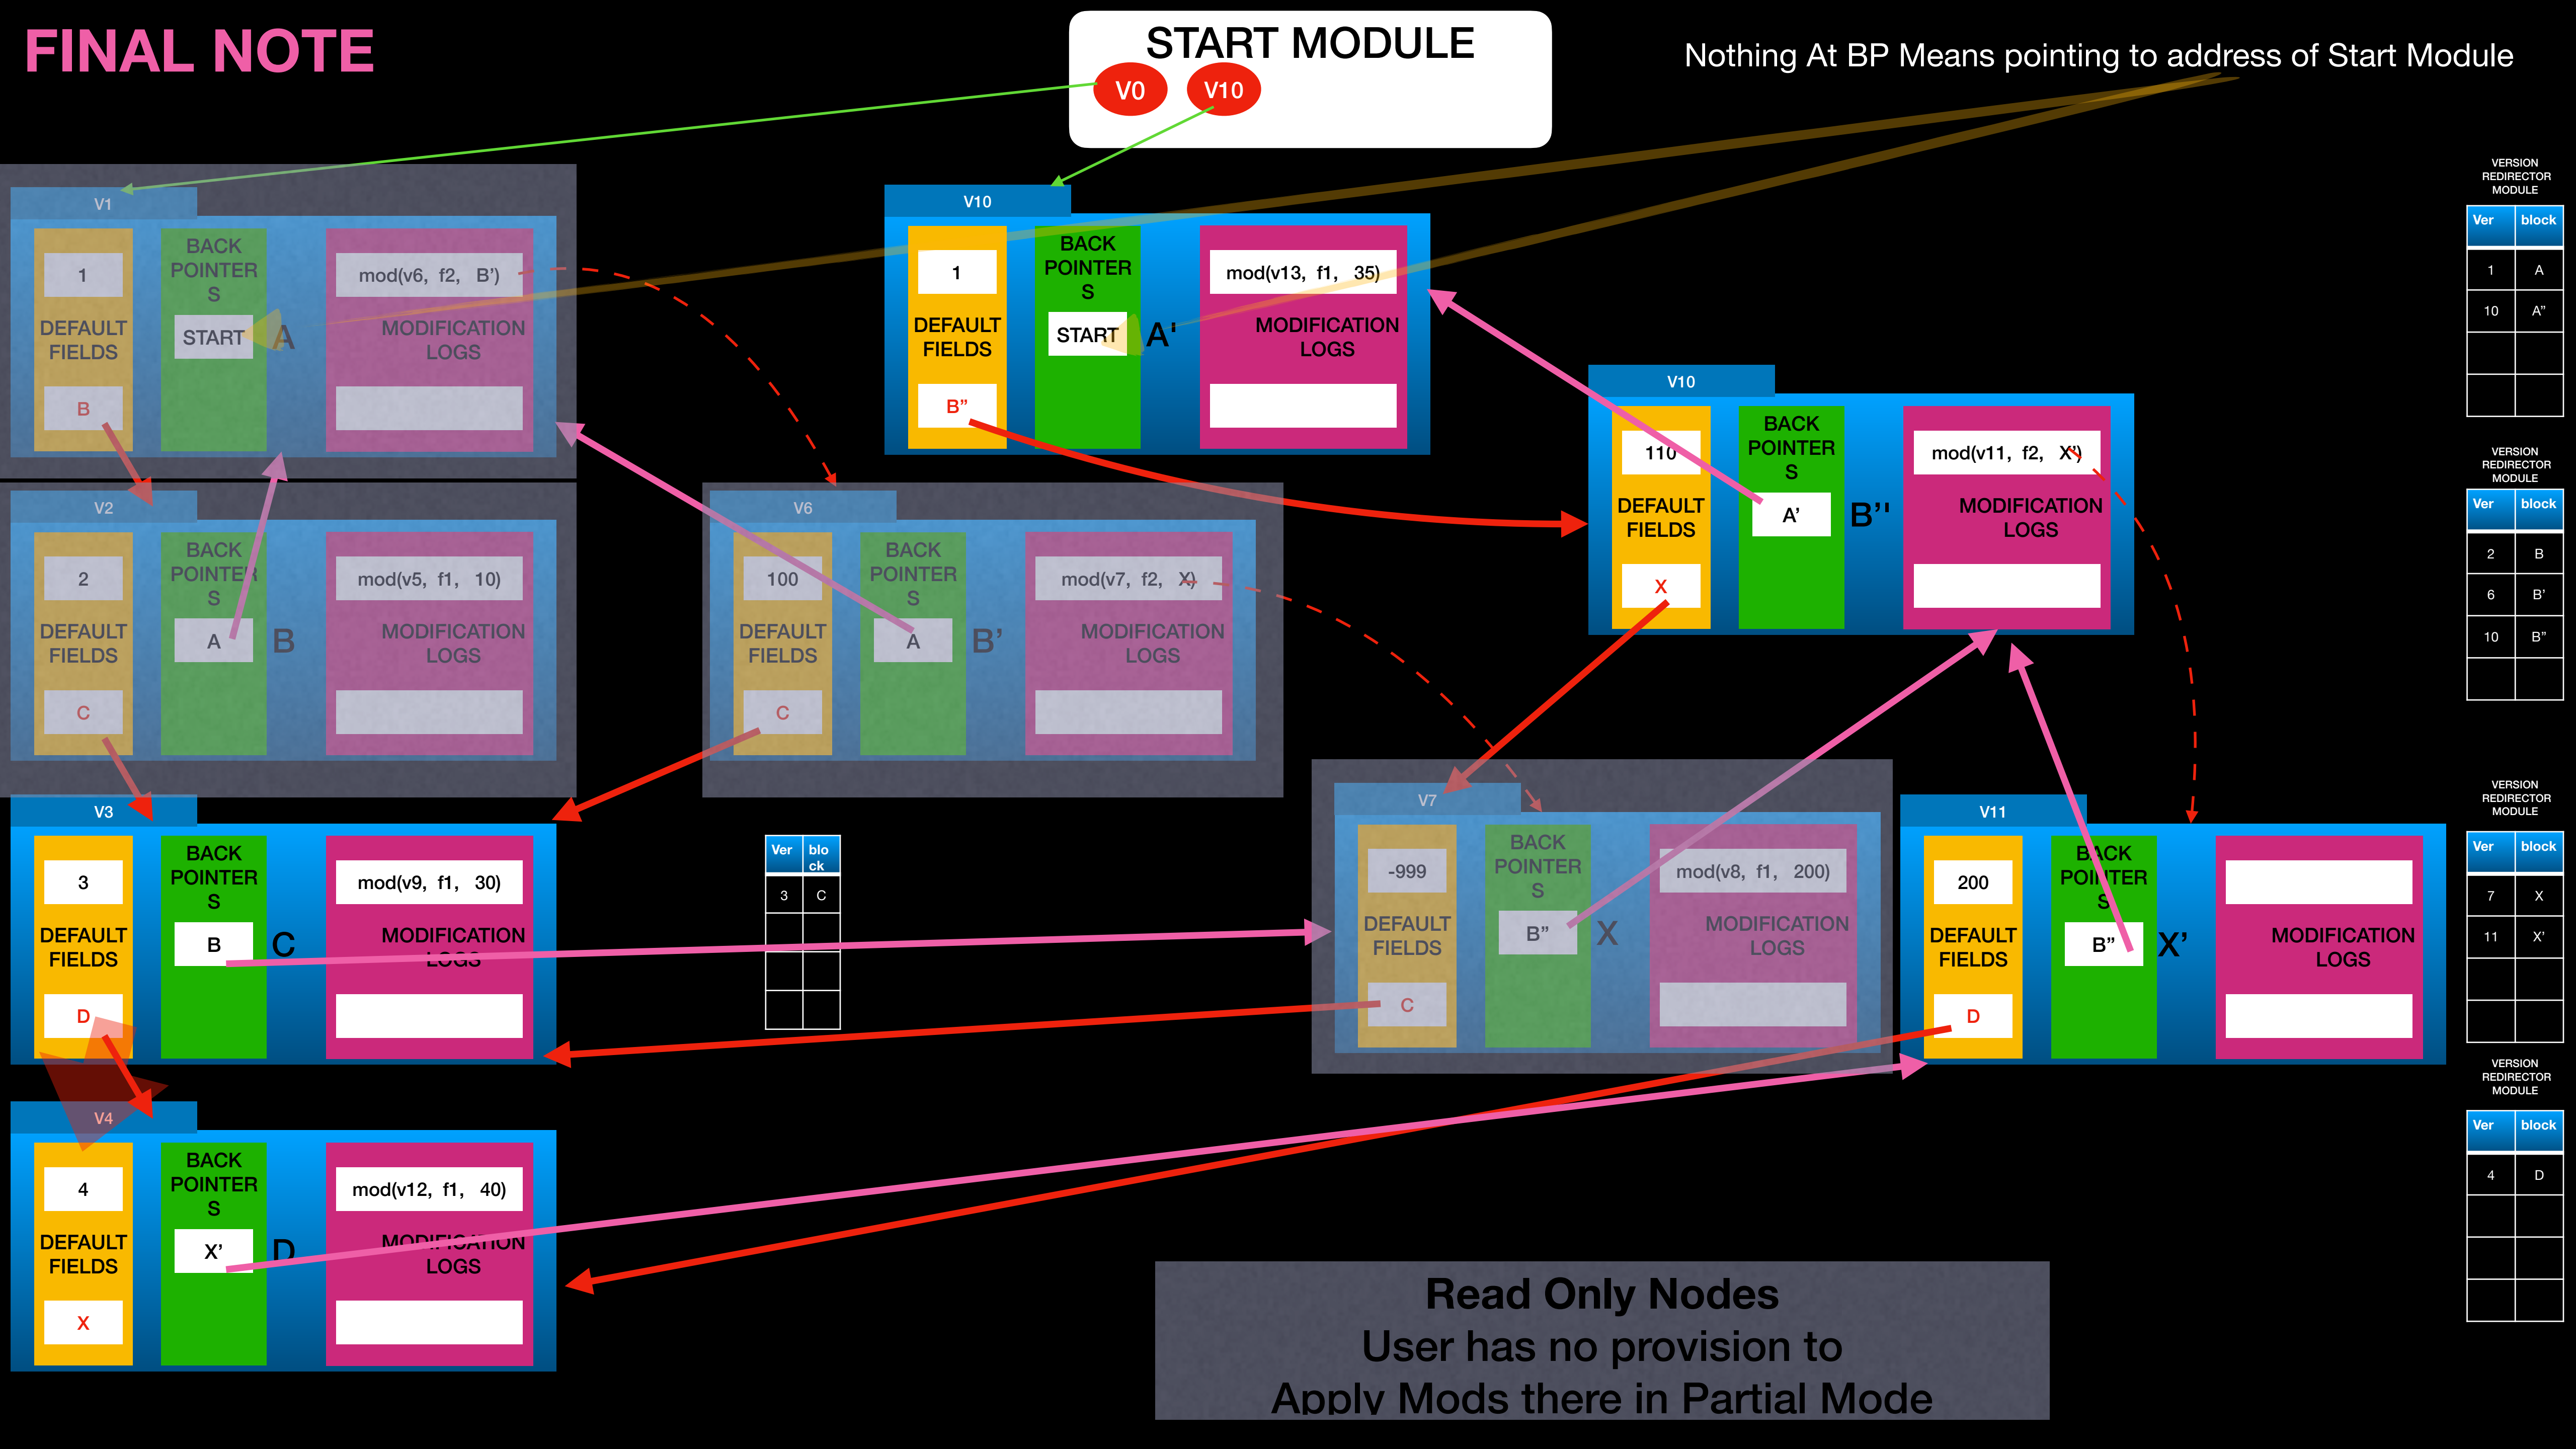 FINAL NOTE
START MODULE
V0
V10
Nothing At BP Means pointing to address of Start Module
V1
1
DEFAULT
FIELDS
B
BACK
POINTER
S
START
A
mod(v6, f2, B’)
MODIFICATION
LOGS
V10
1
DEFAULT
FIELDS
B”
BACK
POINTER
S
START
A'
mod(v13, f1, 35)
MODIFICATION
LOGS
V10
110
DEFAULT
FIELDS
X
BACK
POINTER
S
A’
B’'
mod(v11, f2, X’)
MODIFICATION
LOGS
V2
2
DEFAULT
FIELDS
C
BACK
POINTER
S
A
B
mod(v5, f1, 10)
MODIFICATION
LOGS
V6
100
DEFAULT
FIELDS
C
BACK
POINTER
S
A
B’
mod(v7, f2, X)
MODIFICATION
LOGS
V3
3
DEFAULT
FIELDS
D
BACK
POINTER
S
B
C
mod(v9, f1, 30)
MODIFICATION
LOGS
Ver blo
ck
3 C
V7
-999
DEFAULT
FIELDS
C
BACK
POINTER
S
B”
X
mod(v8, f1, 200)
MODIFICATION
LOGS
V11
200
DEFAULT
FIELDS
D
BACK
POINTER
S
B”
X’
MODIFICATION
LOGS
V4
4
DEFAULT
FIELDS
X
BACK
POINTER
S
X’
D
mod(v12, f1, 40)
MODIFICATION
LOGS
VERSION
REDIRECTOR
MODULE
Ver block
1 A
10 A”
VERSION
REDIRECTOR
MODULE
Ver block
2 B
6 B’
10 B”
VERSION
REDIRECTOR
MODULE
Ver block
7 X
11 X’
VERSION
REDIRECTOR
MODULE
Ver block
4 D
Read Only Nodes
User has no provision to
Apply Mods there in Partial Mode